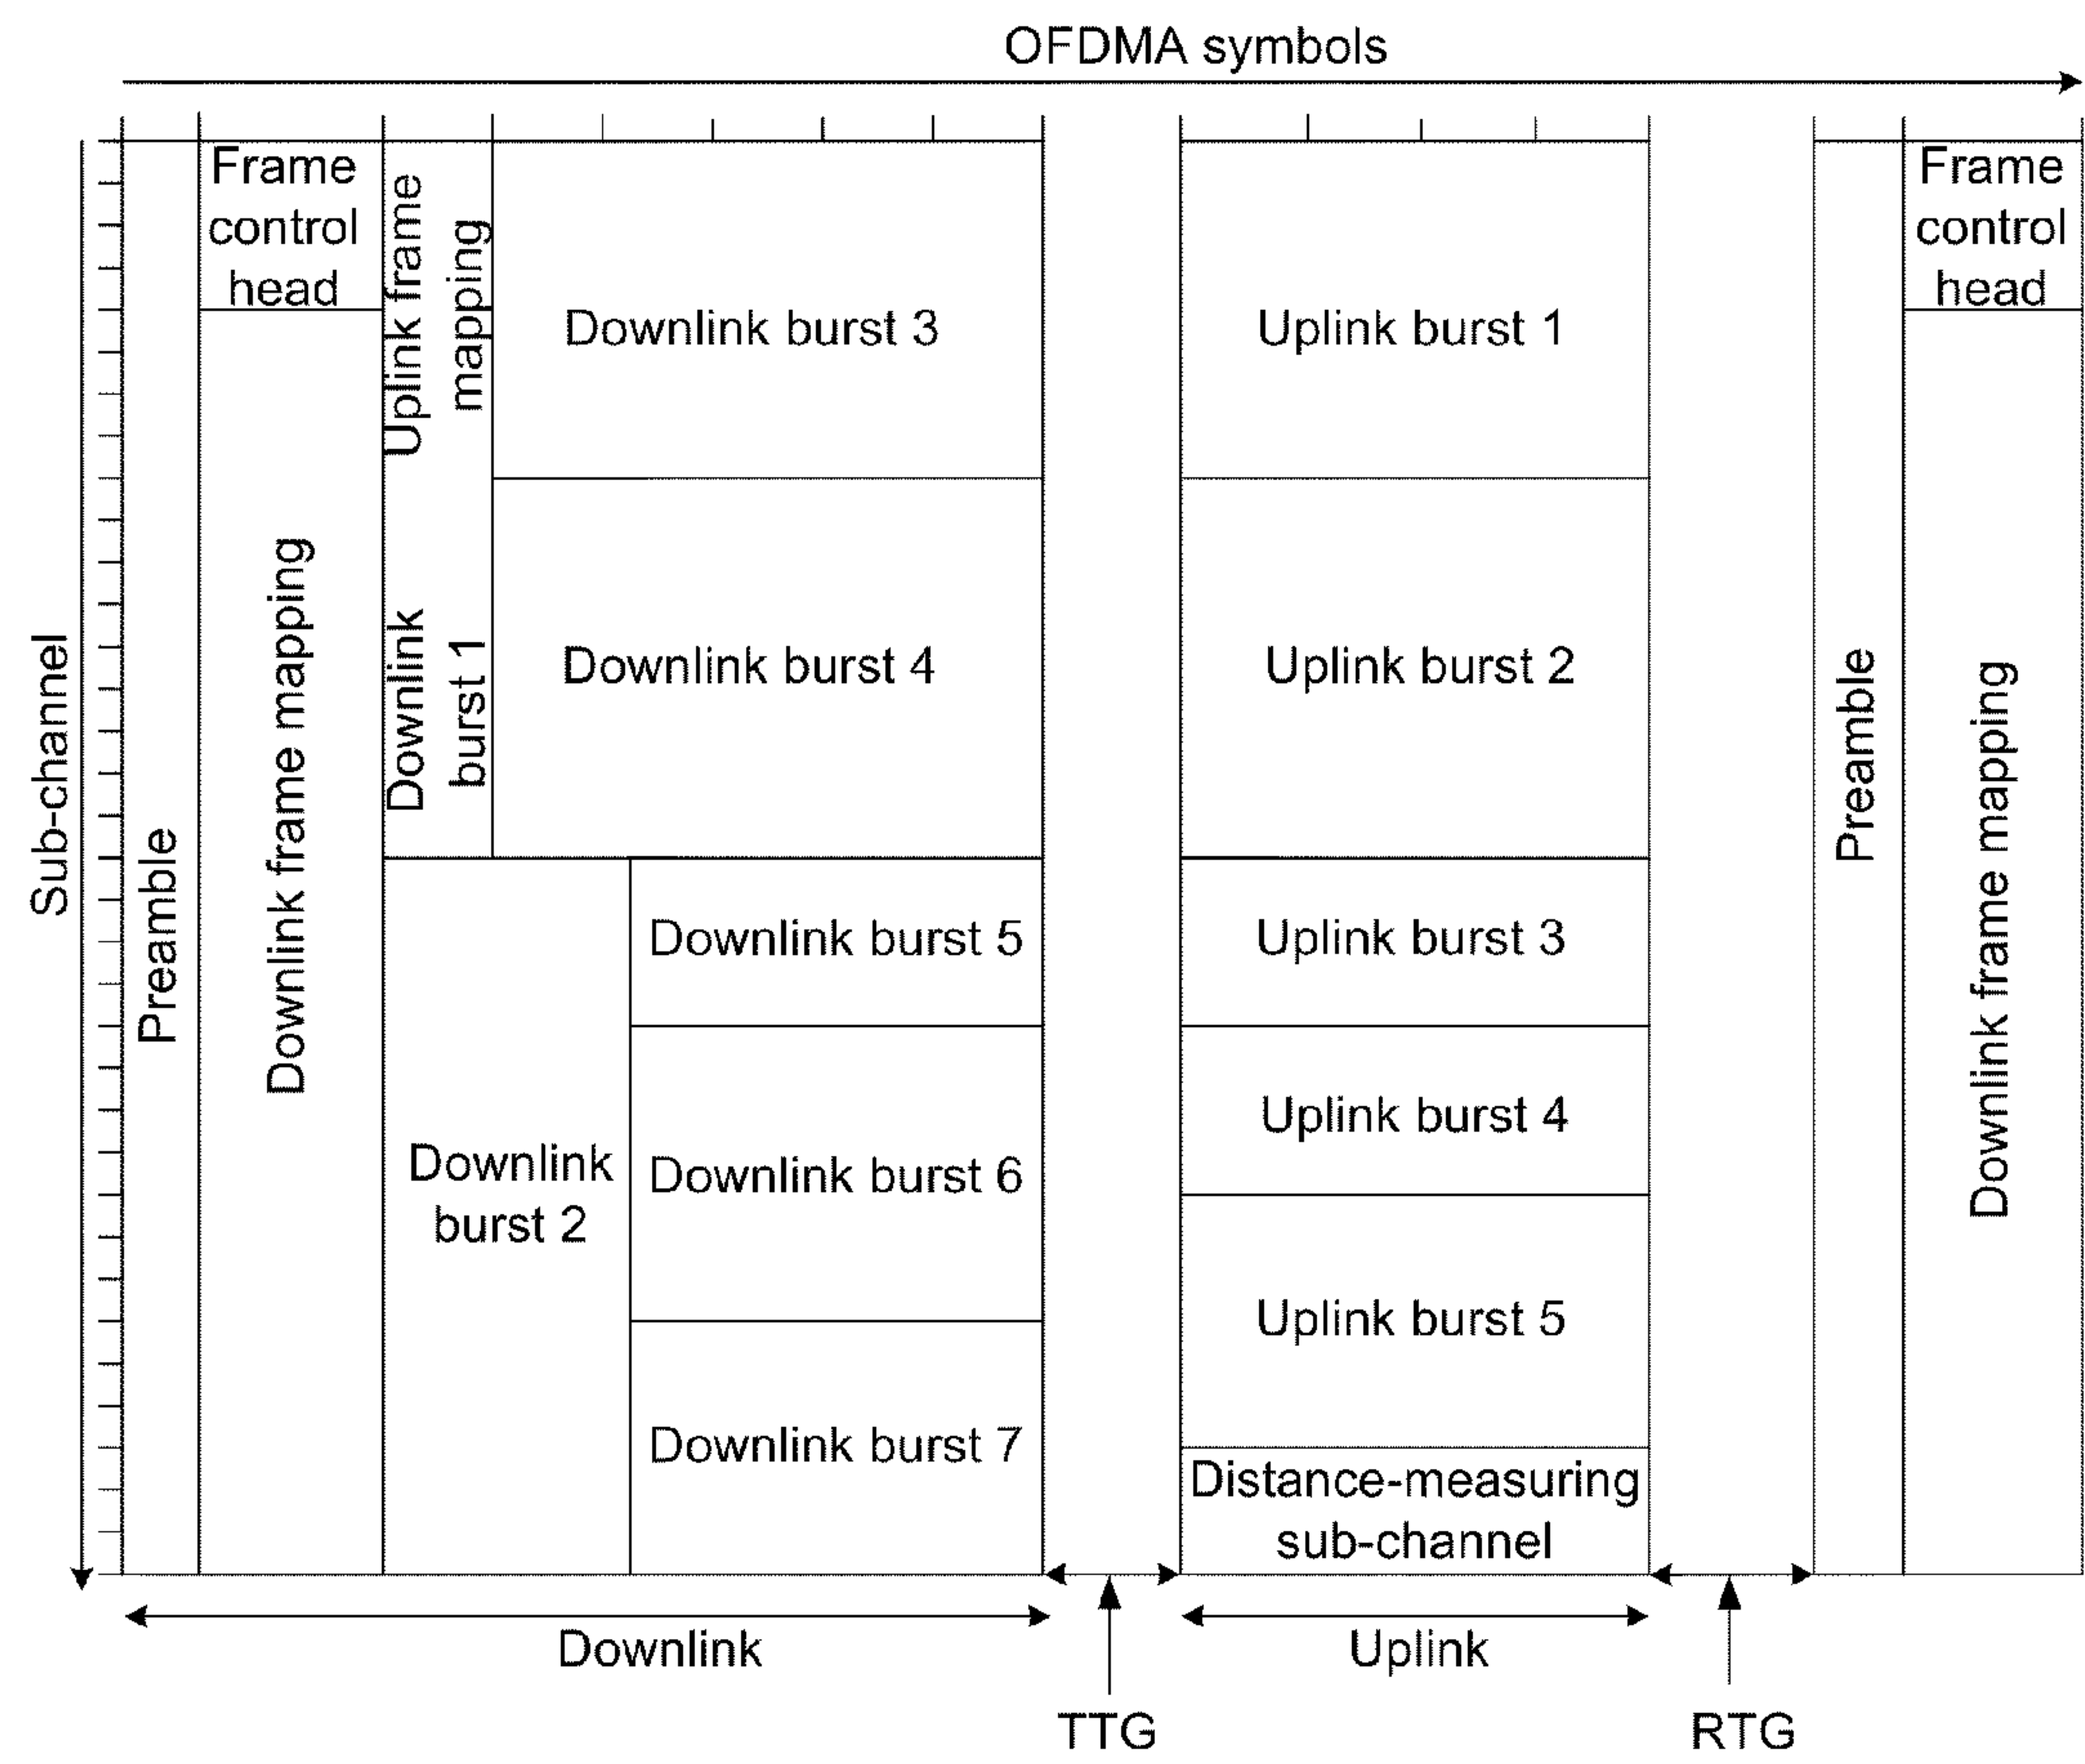 OFDMA symbols
Sub-channel
Preamble
Frame
control
head
Downlink frame mapping
Uplink frame
mapping
Downlink
burst 1
Downlink burst 3
Downlink burst 4
Downlink
burst 2
Downlink burst 5
Downlink burst 6
Downlink burst 7
Uplink burst 1
Uplink burst 2
Uplink burst 3
Uplink burst 4
Uplink burst 5
Distance-measuring
sub-channel
Preamble
Frame
control
head
Downlink frame mapping
Downlink
Uplink
TTG
RTG